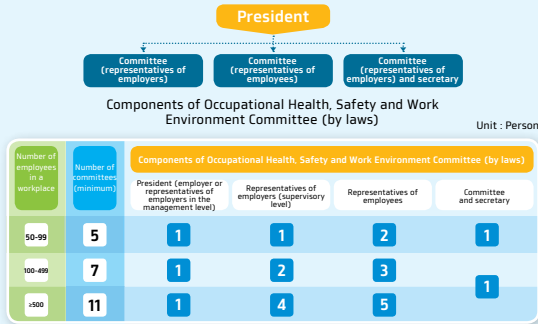 President
Committee
(representatives of
employers)
Committee
(representatives of
employees)
Committee
(representatives of
employers) and secretary
Components of Occupational Health, Safety and Work
Environment Committee (by laws)
Unit : Person
Number of
employees
in a
workplace
Number of
committees
(minimum)
Components of Occupational Health, Safety and Work Environment Committee (by laws)
President (employer or
representatives of
employers in the
management level)
Representatives of
employers (supervisory
level)
Representatives of
employees
Committee
and secretary
50-99 5 1 1 2 1
100-499 7 1 2 3
1
≥500 11 1 4 5